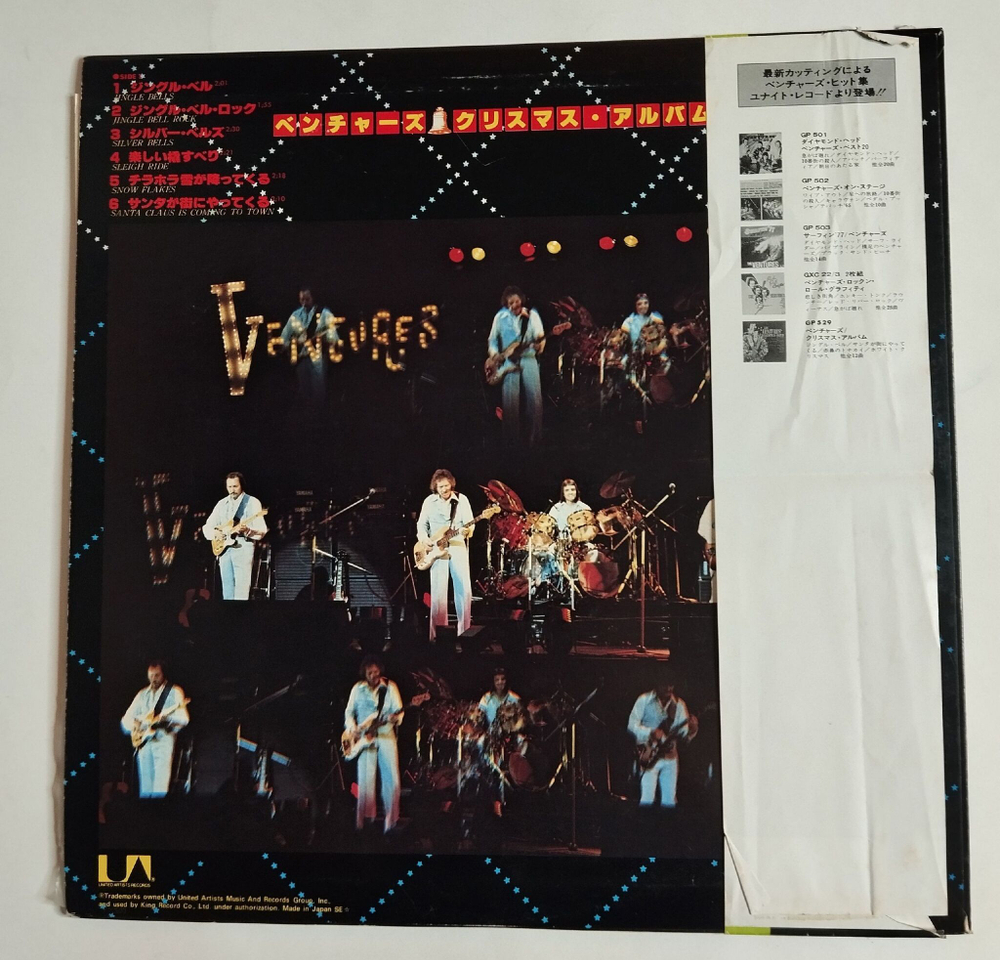 ●SIDE 1
1 ジングル・ベル 2:01
JINGLE BELLS
2 ジングル・ベル・ロック 1:55
JINGLE BELL ROCK
3 シルバー・ベルズ 2:30
SILVER BELLS
4 楽しい橇すべり
SLEIGH RIDE
5 チラホラ雪が降ってくる 2:18
SNOW FLAKES
6 サンタが街にやってくる
SANTA CLAUS IS COMING TO TOWN
ベンチャーズ クリスマス・アルバム
VENTURES
UA
UNITED ARTISTS RECORDS
Trademarks owned by United Artists Music And Records Group, Inc.,
and used by King Record Co., Ltd. under authorization. Made in Japan SE
最新カッティングによる
ベンチャーズ・ヒット集
ユナイト・レコードより登場!!
GP 501
ダイヤモンド・ヘッド
ベンチャーズ・ベスト20
GP 502
ベンチャーズ・オン・ステージ
GP 503
サーフィン'77/ベンチャーズ
GXC 22/3 2枚組
ベンチャーズ・ロックン・
ロール・グラフィティ
GP 529
ベンチャーズ/
クリスマス・アルバム